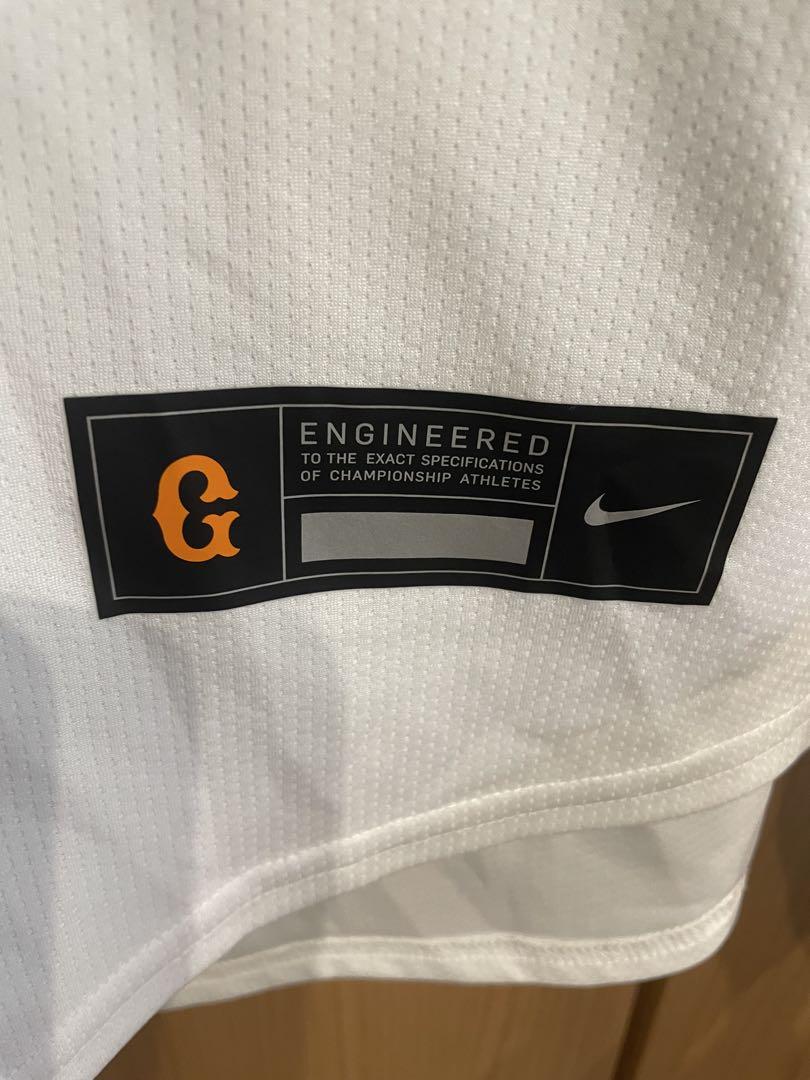 G
ENGINEERED
TO THE EXACT SPECIFICATIONS
OF CHAMPIONSHIP ATHLETES